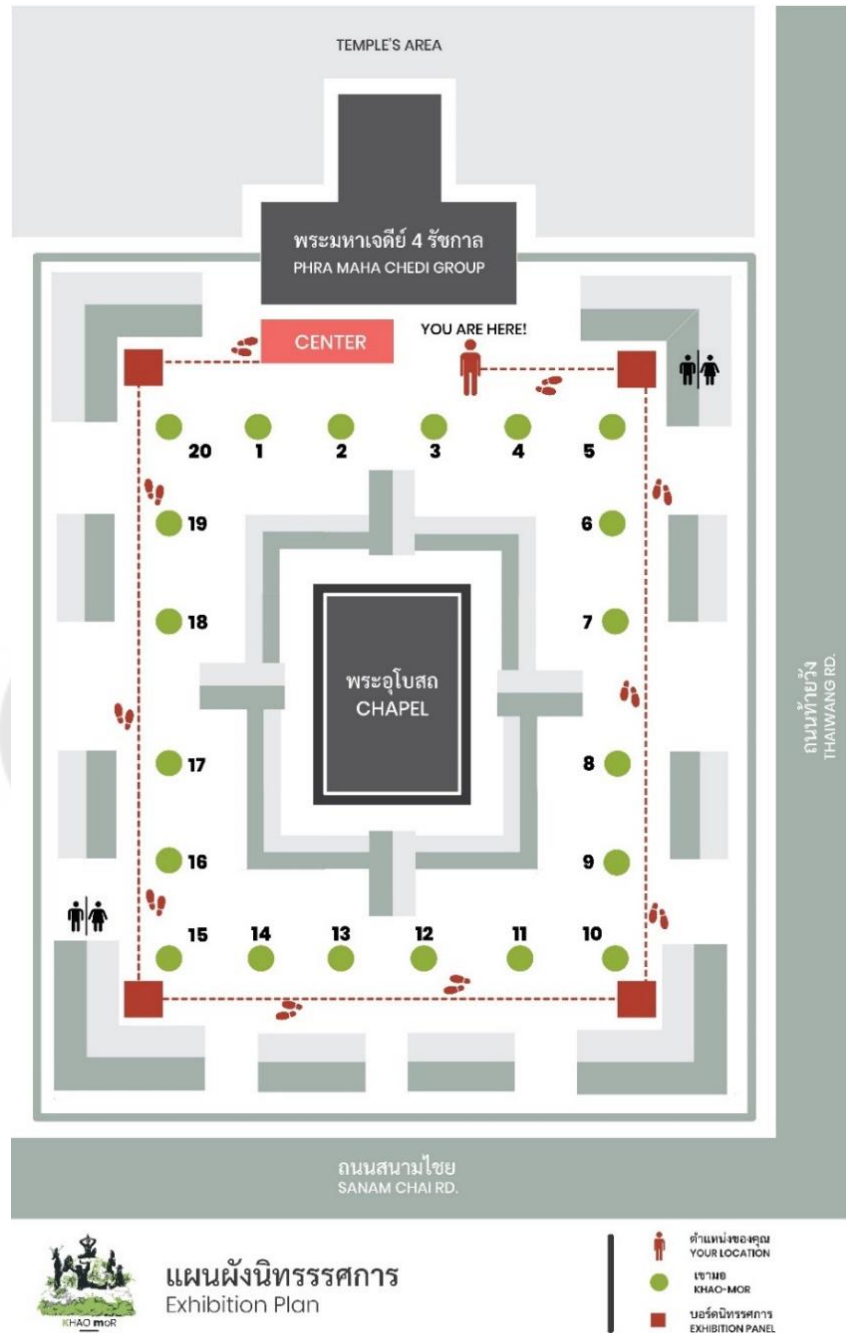 TEMPLE'S AREA
พระมหาเจดีย์ 4 รัชกาล
PHRA MAHA CHEDI GROUP
CENTER
YOU ARE HERE!
20
1
2
3
4
5
19
6
18
7
พระอุโบสถ
CHAPEL
17
8
16
9
15
14
13
12
11
10
ถนนท้ายวัง
THAIWANG RD.
ถนนสนามไชย
SANAM CHAI RD.
KHAO moR
แผนผังนิทรรรศการ
Exhibition Plan
ตำแหน่งของคุณ
YOUR LOCATION
เขามอ
KHAO-MOR
บอร์ดนิทรรศการ
EXHIBITION PANEL